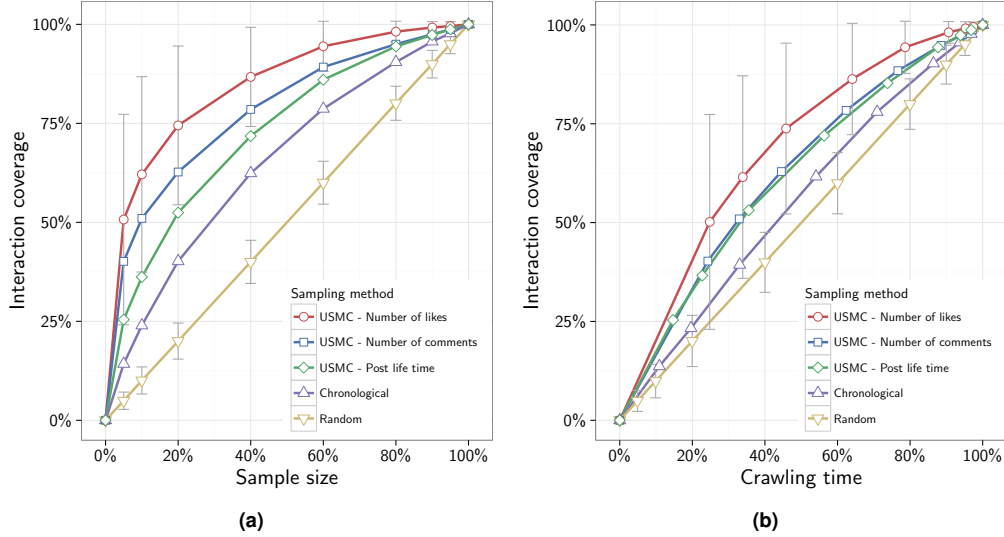 100%
75%
50%
25%
0%
Interaction coverage
Sampling method
USMC - Number of likes
USMC - Number of comments
USMC - Post life time
Chronological
Random
0% 20% 40% 60% 80% 100%
Sample size
(a)
100%
75%
50%
25%
0%
Interaction coverage
Sampling method
USMC - Number of likes
USMC - Number of comments
USMC - Post life time
Chronological
Random
0% 20% 40% 60% 80% 100%
Crawling time
(b)